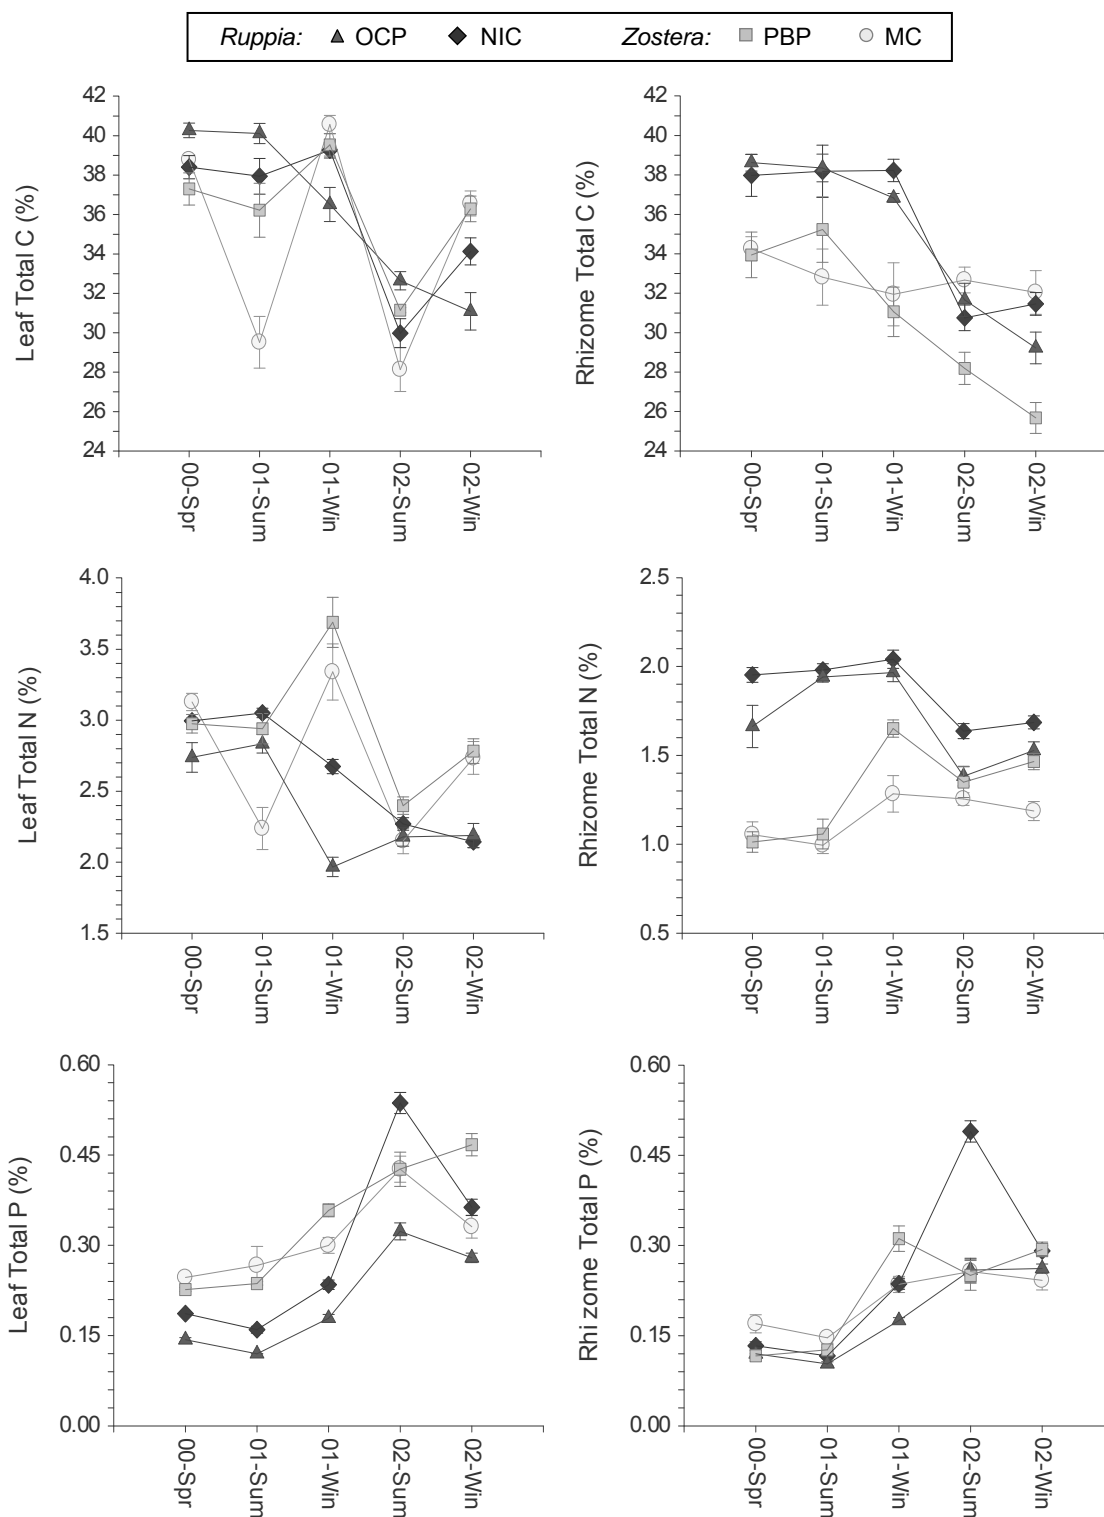 Ruppia: OCP NIC Zostera: PBP MC
42
40
38
36
34
32
30
28
26
24
Leaf Total C (%)
00-Spr
01-Sum
01-Win
02-Sum
02-Win
42
40
38
36
34
32
30
28
26
24
Rhizome Total C (%)
00-Spr
01-Sum
01-Win
02-Sum
02-Win
4.0
3.5
3.0
2.5
2.0
1.5
Leaf Total N (%)
00-Spr
01-Sum
01-Win
02-Sum
02-Win
2.5
2.0
1.5
1.0
0.5
Rhizome Total N (%)
00-Spr
01-Sum
01-Win
02-Sum
02-Win
0.60
0.45
0.30
0.15
0.00
Leaf Total P (%)
00-Spr
01-Sum
01-Win
02-Sum
02-Win
0.60
0.45
0.30
0.15
0.00
Rhi zome Total P (%)
00-Spr
01-Sum
01-Win
02-Sum
02-Win